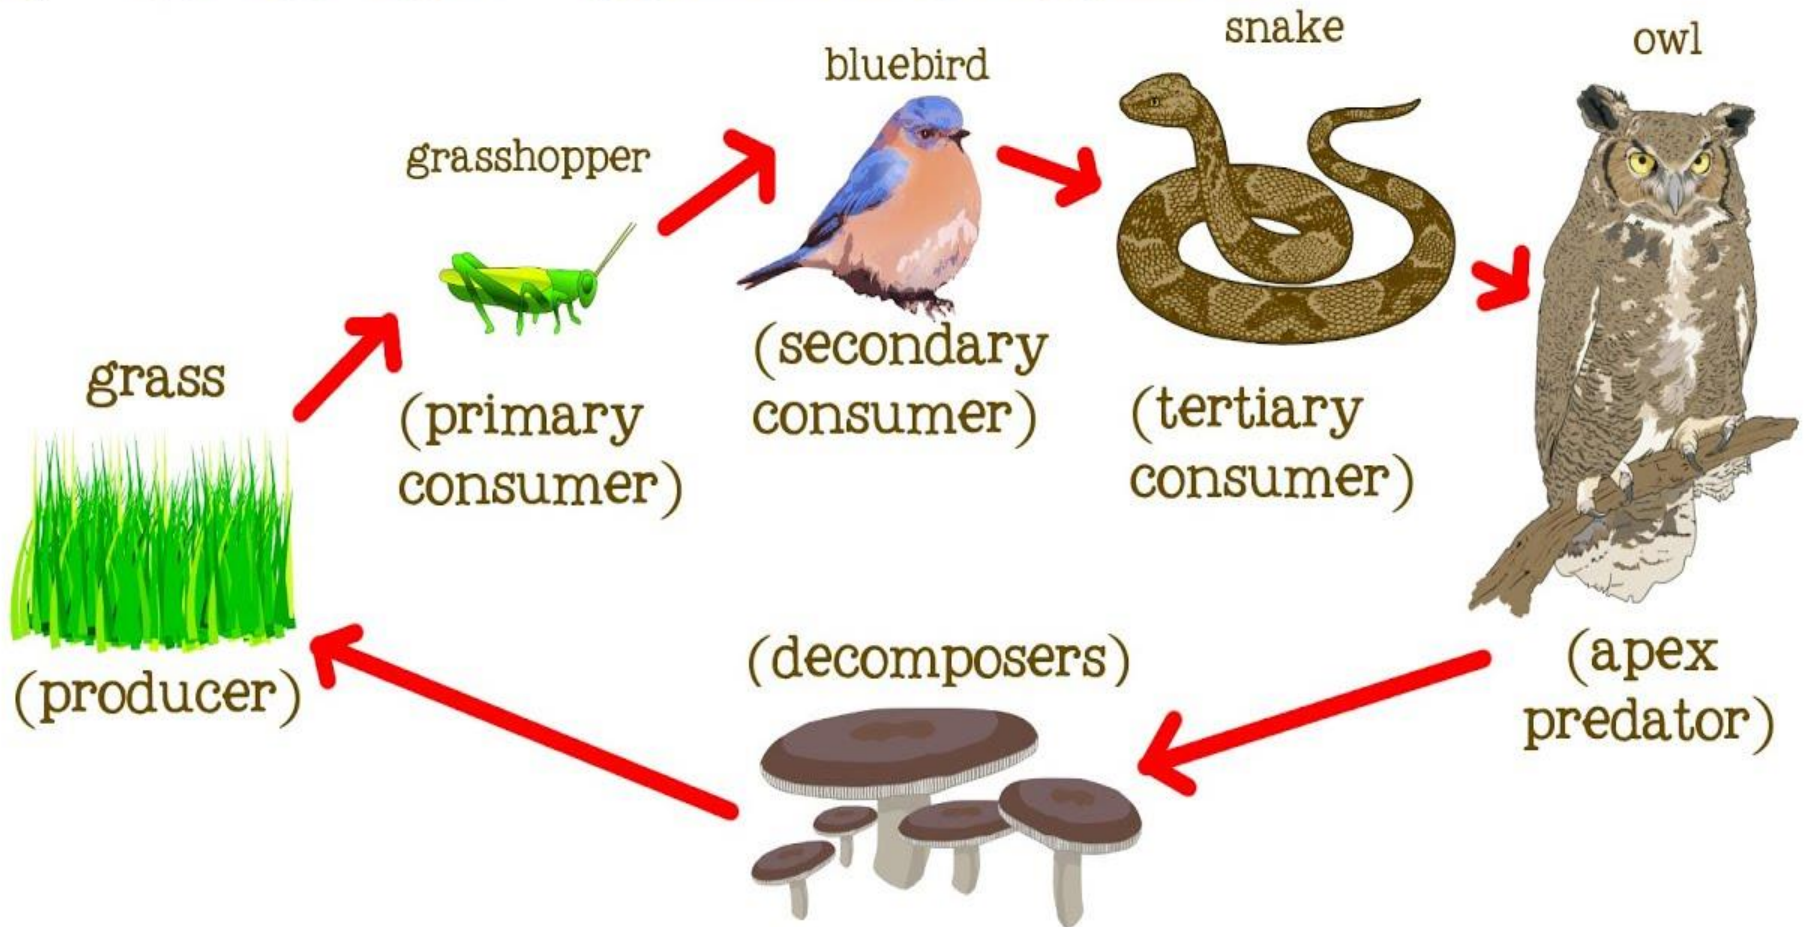 grass
(producer)
grasshopper
(primary
consumer)
bluebird
(secondary
consumer)
snake
(tertiary
consumer)
owl
(apex
predator)
(decomposers)